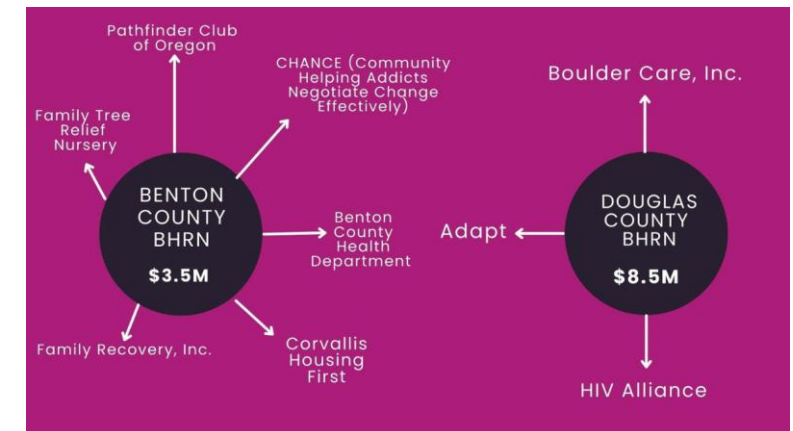 Pathfinder Club
of Oregon
CHANCE (Community
Helping Addicts
Negotiate Change
Effectively)
Family Tree
Relief
Nursery
BENTON
COUNTY
BHRN
$3.5M
Benton
County
Health
Department
Family Recovery, Inc.
Corvallis
Housing
First
Boulder Care, Inc.
Adapt
DOUGLAS
COUNTY
BHRN
$8.5M
HIV Alliance